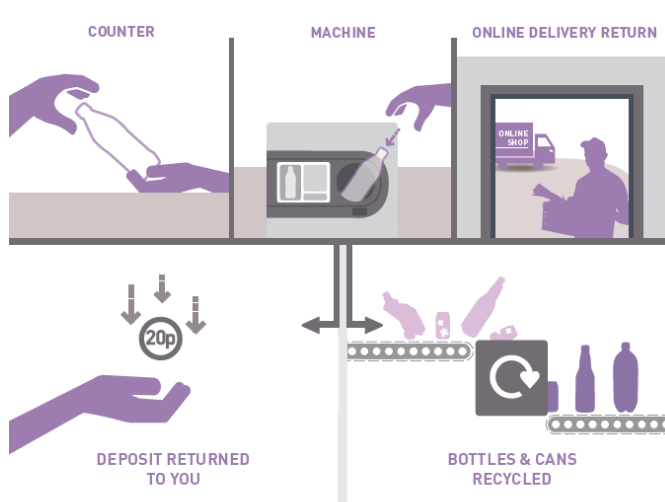 COUNTER
MACHINE
ONLINE DELIVERY RETURN
ONLINE
SHOP
20p
DEPOSIT RETURNED
TO YOU
BOTTLES & CANS
RECYCLED